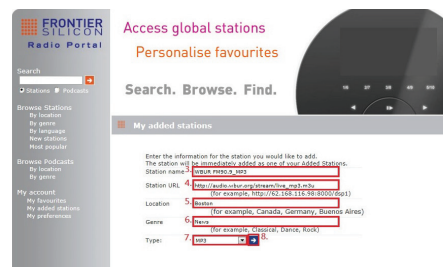 FRONTIER
SILICON
Radio Portal
Access global stations
Personalise favourites
Search. Browse. Find.
Search
Stations Podcasts
Browse Stations
By location
By genre
By language
New stations
Most popular
Browse Podcasts
By location
By genre
My account
My favourites
My added stations
My preferences
My added stations
Enter the information for the station you would like to add.
The station will be immediately added as one of your Added Stations.
Station name 3. WBUR FM90.9_MP3
Station URL 4. http://audio.wbur.org/stream/live_mp3.m3u
(for example, http://62.118.116.98:8000/dsp1)
Location 5. Boston
(for example, Canada, Germany, Buenos Aires)
Genre 6. News
(for example, Classical, Dance, Rock)
Type: 7. MP3 8.